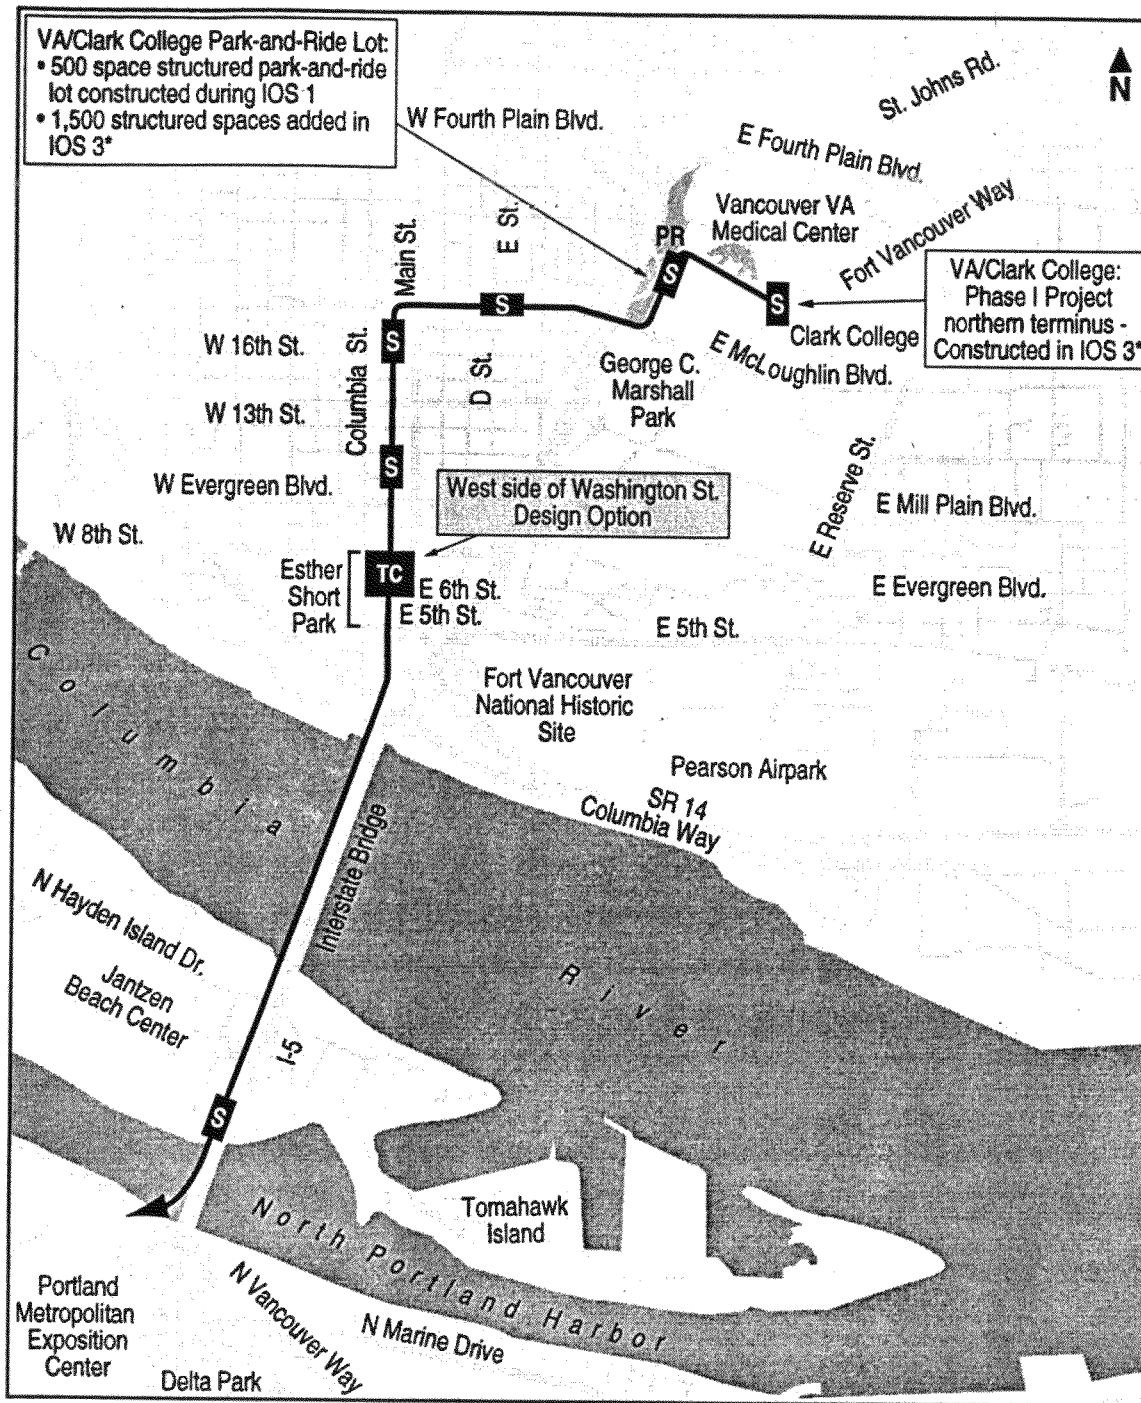 VA/Clark College Park-and-Ride Lot:
• 500 space structured park-and-ride
lot constructed during IOS 1
• 1,500 structured spaces added in
IOS 3*
N
St. Johns Rd.
W Fourth Plain Blvd.
E Fourth Plain Blvd.
Vancouver VA
Medical Center
Fort Vancouver Way
PR
S
S
VA/Clark College:
Phase I Project
northern terminus -
Constructed in IOS 3*
Clark College
E McLoughlin Blvd.
George C.
Marshall
Park
Main St.
E St.
S
S
W 16th St.
Columbia St.
D St.
W 13th St.
S
W Evergreen Blvd.
West side of Washington St.
Design Option
E Reserve St.
E Mill Plain Blvd.
W 8th St.
Esther
Short
Park
TC
E 6th St.
E 5th St.
E Evergreen Blvd.
E 5th St.
Fort Vancouver
National Historic
Site
Pearson Airpark
SR 14
Columbia Way
Columbia
River
Interstate Bridge
N Hayden Island Dr.
Jantzen
Beach Center
I-5
S
Tomahawk
Island
North Portland Harbor
Portland
Metropolitan
Exposition
Center
N Vancouver Way
N Marine Drive
Delta Park